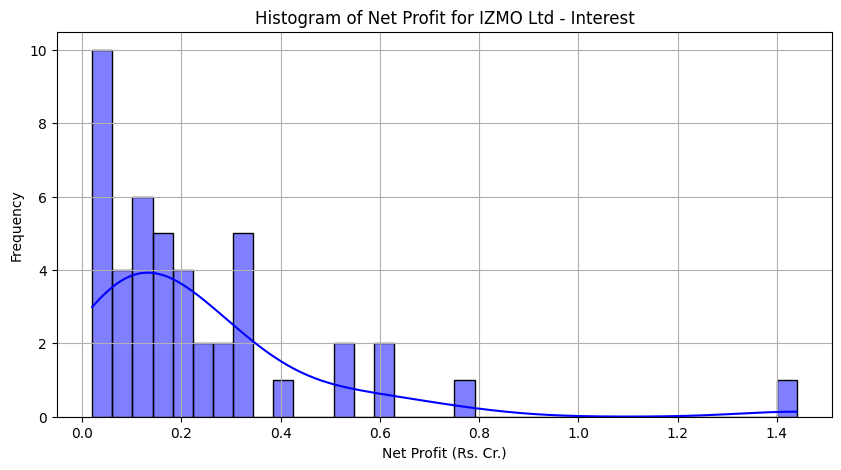 Histogram of Net Profit for IZMO Ltd - Interest
10
8
6
4
2
0
Frequency
0.0 0.2 0.4 0.6 0.8 1.0 1.2 1.4
Net Profit (Rs. Cr.)